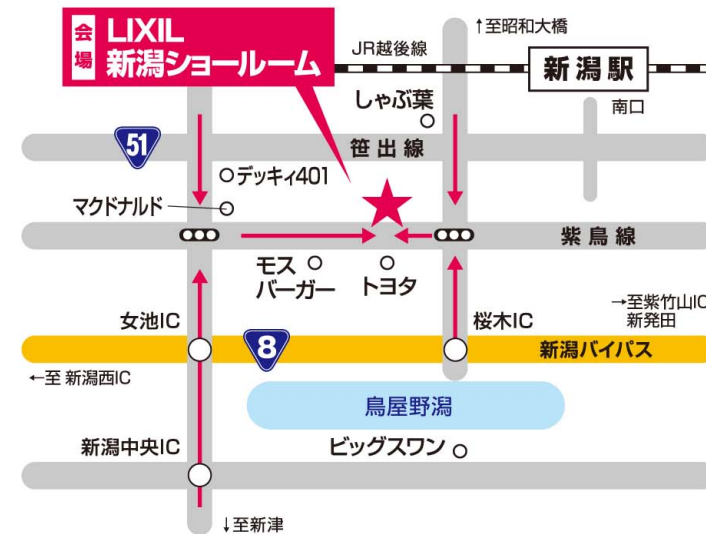 会場
LIXIL
新潟ショールーム
↑至昭和大橋
JR越後線
新潟駅
南口
しゃぶ葉
51
笹出線
デッキィ401
マクドナルド
紫鳥線
モス
バーガー
トヨタ
→至紫竹山IC
新発田
女池IC
8
桜木IC
新潟バイパス
←至 新潟西IC
鳥屋野潟
新潟中央IC
ビッグスワン
↓至新津